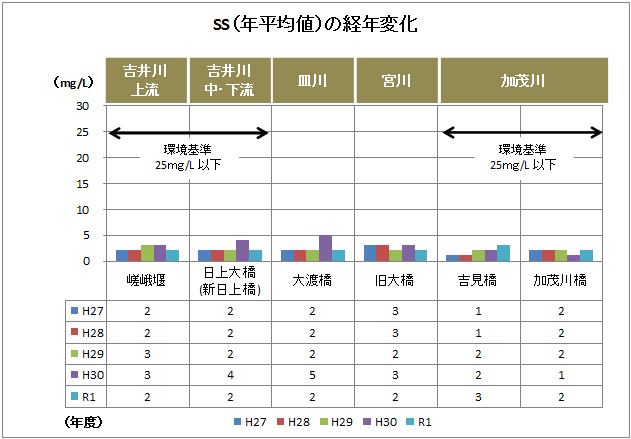 SS（年平均値）の経年変化
（mg/L）
吉井川
上流
吉井川
中・下流
皿川
宮川
加茂川
30
25
20
15
10
5
0
環境基準
25mg/L 以下
環境基準
25mg/L 以下
嵯峨堰
日上大橋
(新日上橋)
大渡橋
旧大橋
吉見橋
加茂川橋
H27 2 2 2 3 1 2
H28 2 2 2 3 1 2
H29 3 2 2 2 2 2
H30 3 4 5 3 2 1
R1 2 2 2 2 3 2
（年度）
H27 H28 H29 H30 R1